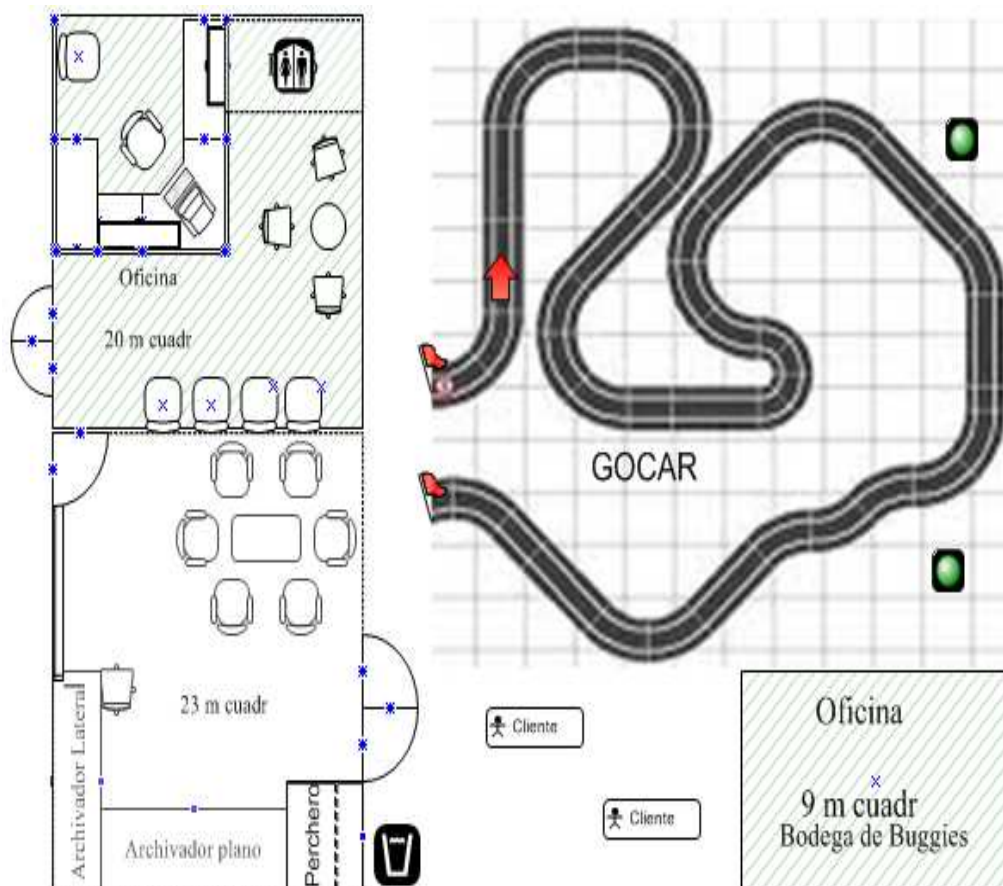 Oficina
20 m cuadr
GOCAR
23 m cuadr
Archivador Lateral
Archivador plano
Perchero
Cliente
Cliente
Oficina
9 m cuadr
Bodega de Buggies